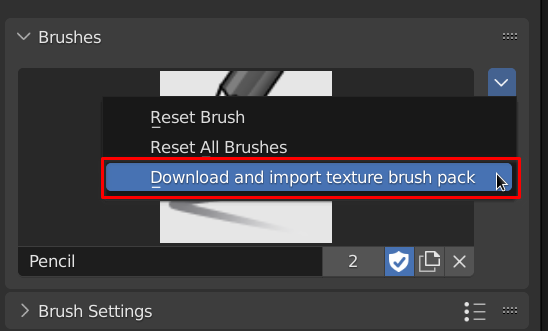 Brushes
Reset Brush
Reset All Brushes
Download and import texture brush pack
Pencil 2
Brush Settings